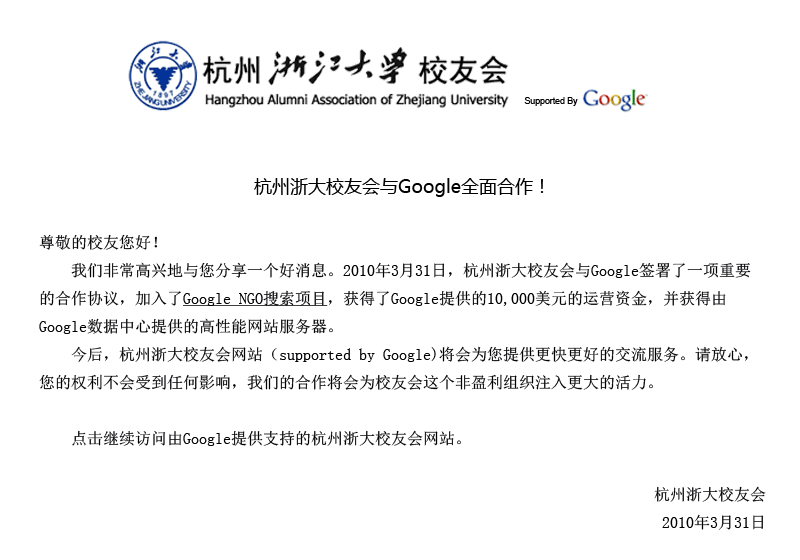 浙江大学
1897
ZHEJIANG UNIVERSITY
杭州浙江大学校友会
Hangzhou Alumni Association of Zhejiang University
Supported By Google
杭州浙大校友会与Google全面合作！
尊敬的校友您好！
我们非常高兴地与您分享一个好消息。2010年3月31日，杭州浙大校友会与Google签署了一项重要
的合作协议，加入了Google NGO搜索项目，获得了Google提供的10,000美元的运营资金，并获得由
Google数据中心提供的高性能网站服务器。
今后，杭州浙大校友会网站（supported by Google)将会为您提供更快更好的交流服务。请放心，
您的权利不会受到任何影响，我们的合作将会为校友会这个非盈利组织注入更大的活力。
点击继续访问由Google提供支持的杭州浙大校友会网站。
杭州浙大校友会
2010年3月31日